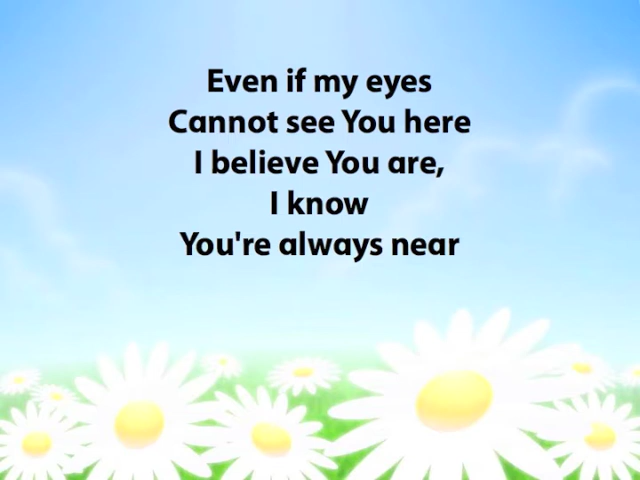 Even if my eyes
Cannot see You here
I believe You are,
I know
You're always near